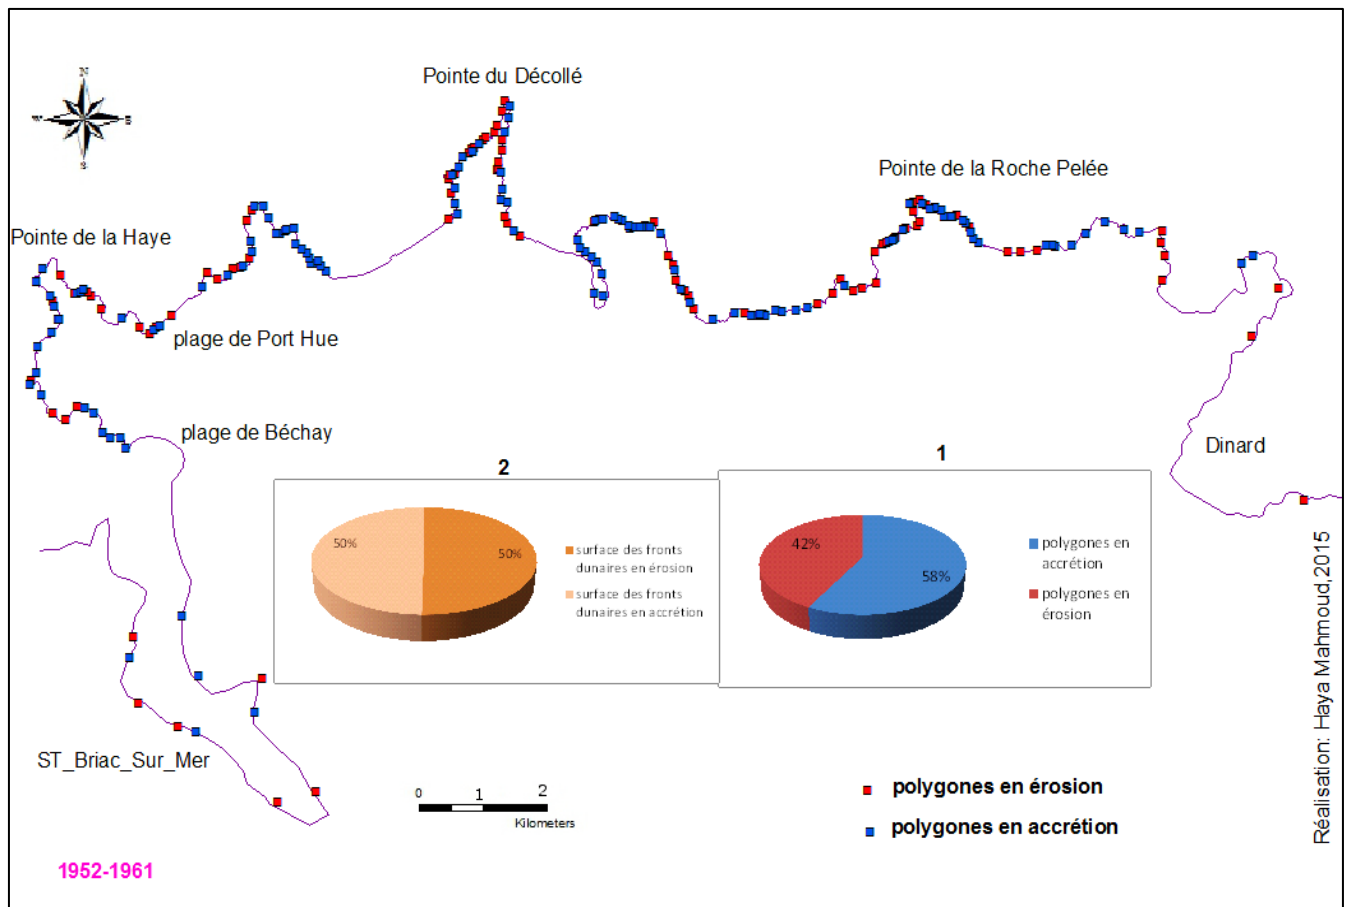 Pointe du Décollé
N
W
E
S
Pointe de la Roche Pelée
Pointe de la Haye
plage de Port Hue
plage de Béchay
Dinard
2
1
50%
50%
surface des fronts
dunaires en érosion
surface des fronts
dunaires en accrétion
42%
58%
polygones en
accrétion
polygones en
érosion
ST_Briac_Sur_Mer
0 1 2
Kilometers
polygones en érosion
polygones en accrétion
1952-1961
Réalisation: Haya Mahmoud,2015